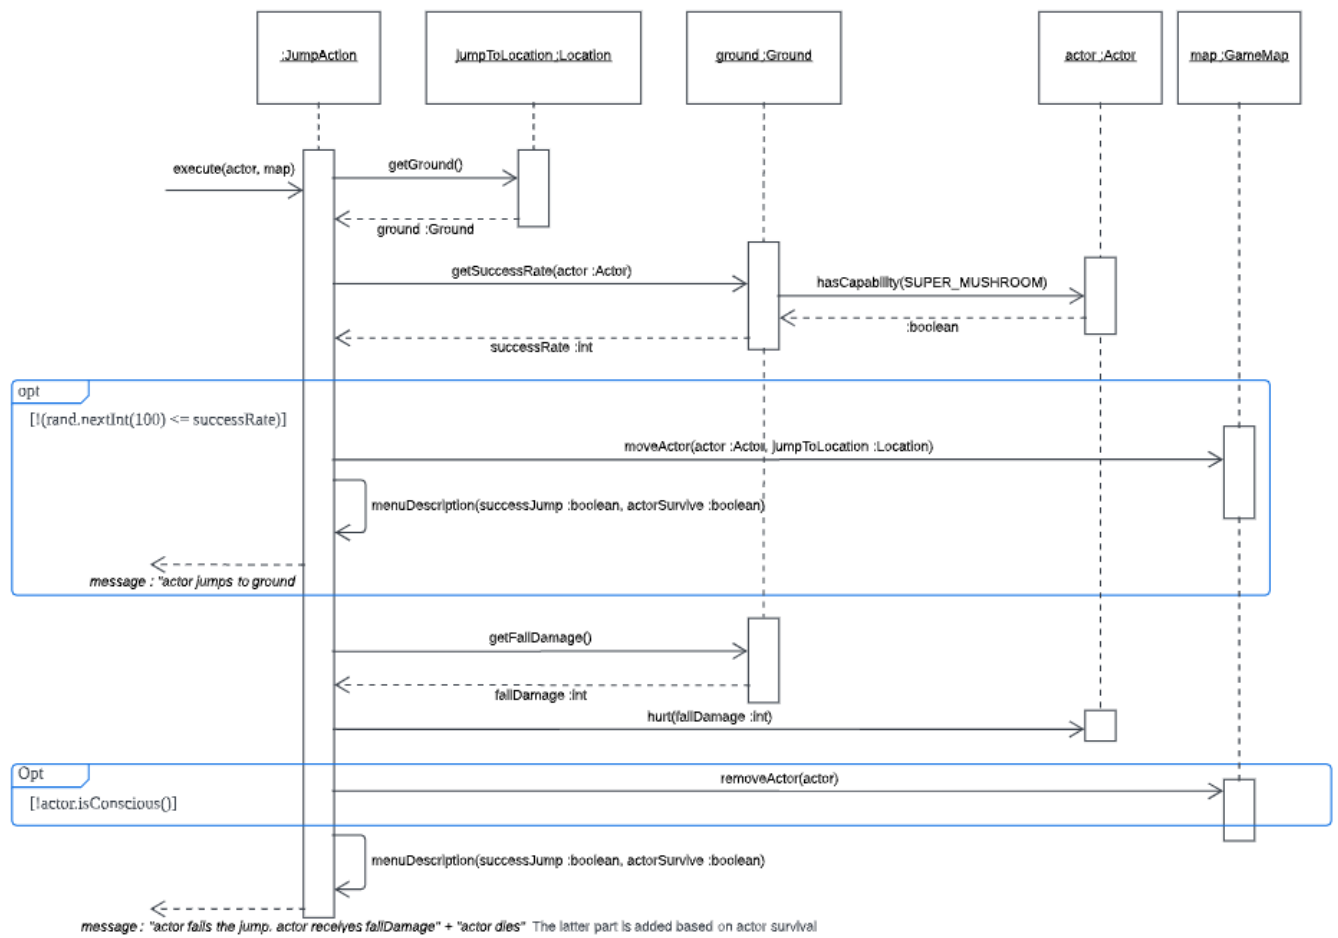 :JumpAction
jumpToLocation :Location
ground :Ground
actor :Actor
map :GameMap
execute(actor, map)
getGround()
ground :Ground
getSuccessRate(actor :Actor)
hasCapability(SUPER_MUSHROOM)
:boolean
successRate :int
opt
[!(rand.nextInt(100) <= successRate)]
moveActor(actor :Actor, jumpToLocation :Location)
menuDescription(successJump :boolean, actorSurvive :boolean)
message : "actor jumps to ground
getFallDamage()
fallDamage :int
hurt(fallDamage :int)
Opt
removeActor(actor)
[!actor.isConscious()]
menuDescription(successJump :boolean, actorSurvive :boolean)
message : "actor fails the jump. actor receives fallDamage" + "actor dies" The latter part is added based on actor survival